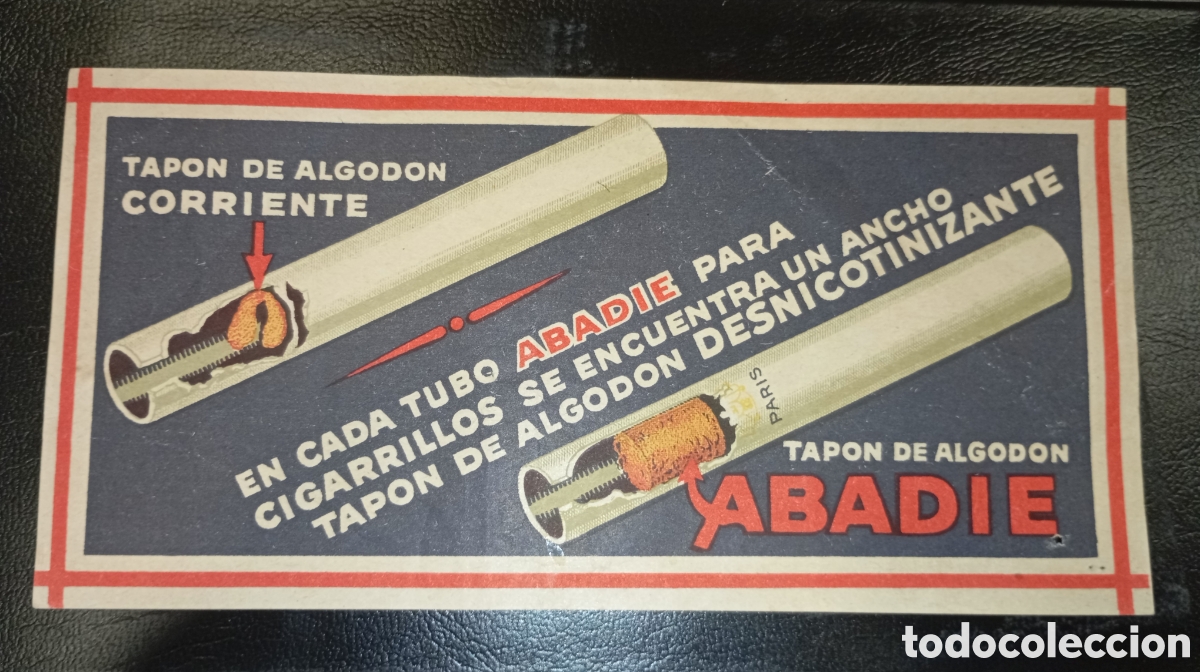 TAPON DE ALGODON
CORRIENTE
EN CADA TUBO ABADIE PARA
CIGARRILLOS SE ENCUENTRA UN ANCHO
TAPON DE ALGODON DESNICOTINIZANTE
PARIS
TAPON DE ALGODON
ABADIE
todocoleccion